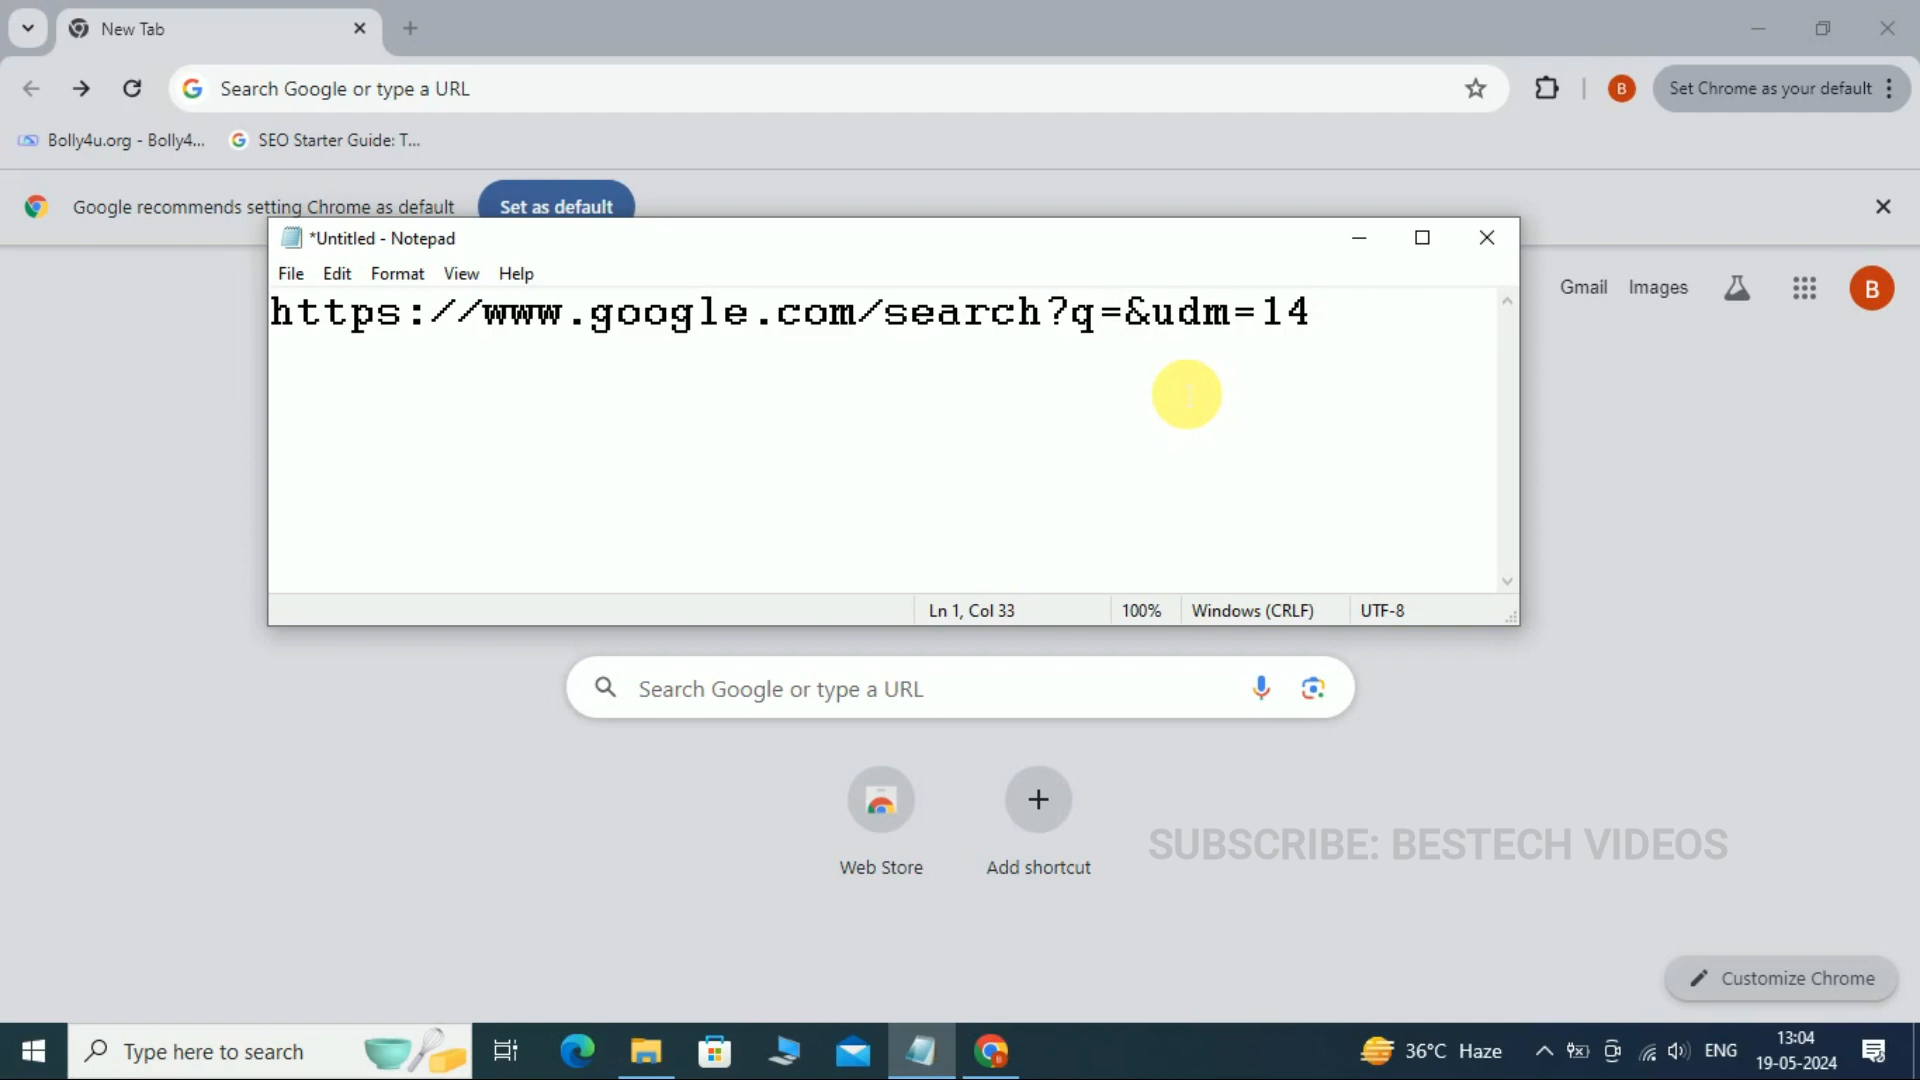 New Tab
Search Google or type a URL
B
Set Chrome as your default
Bolly4u.org - Bolly4...
SEO Starter Guide: T...
Google recommends setting Chrome as default
Set as default
*Untitled - Notepad
File Edit Format View Help
https://www.google.com/search?q=&udm=14
Gmail Images
B
Ln 1, Col 33
100%
Windows (CRLF)
UTF-8
Search Google or type a URL
Web Store
Add shortcut
SUBSCRIBE: BESTECH VIDEOS
Customize Chrome
Type here to search
36°C Haze
ENG
13:04
19-05-2024